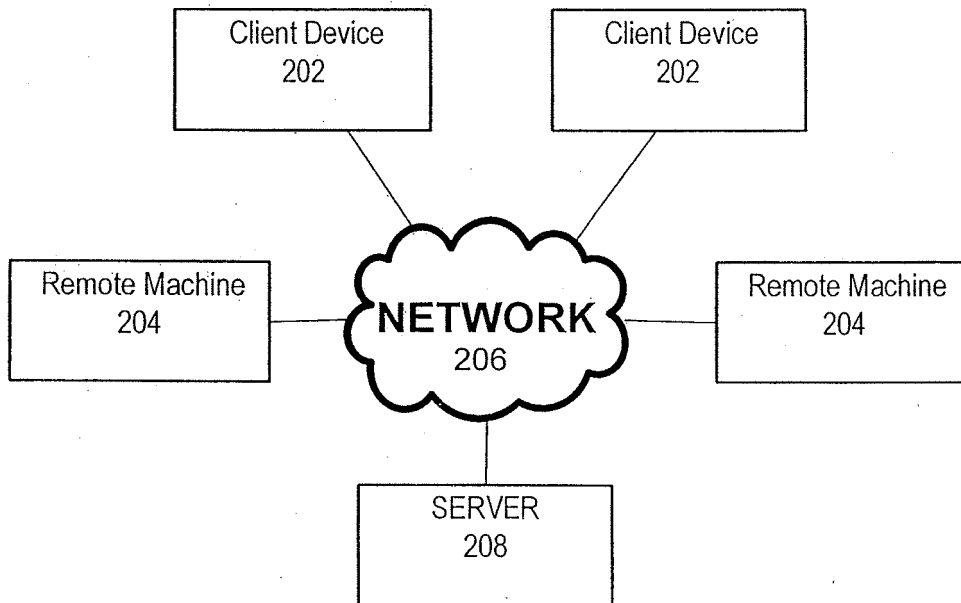 Client Device
202
Client Device
202
Remote Machine
204
NETWORK
206
Remote Machine
204
SERVER
208